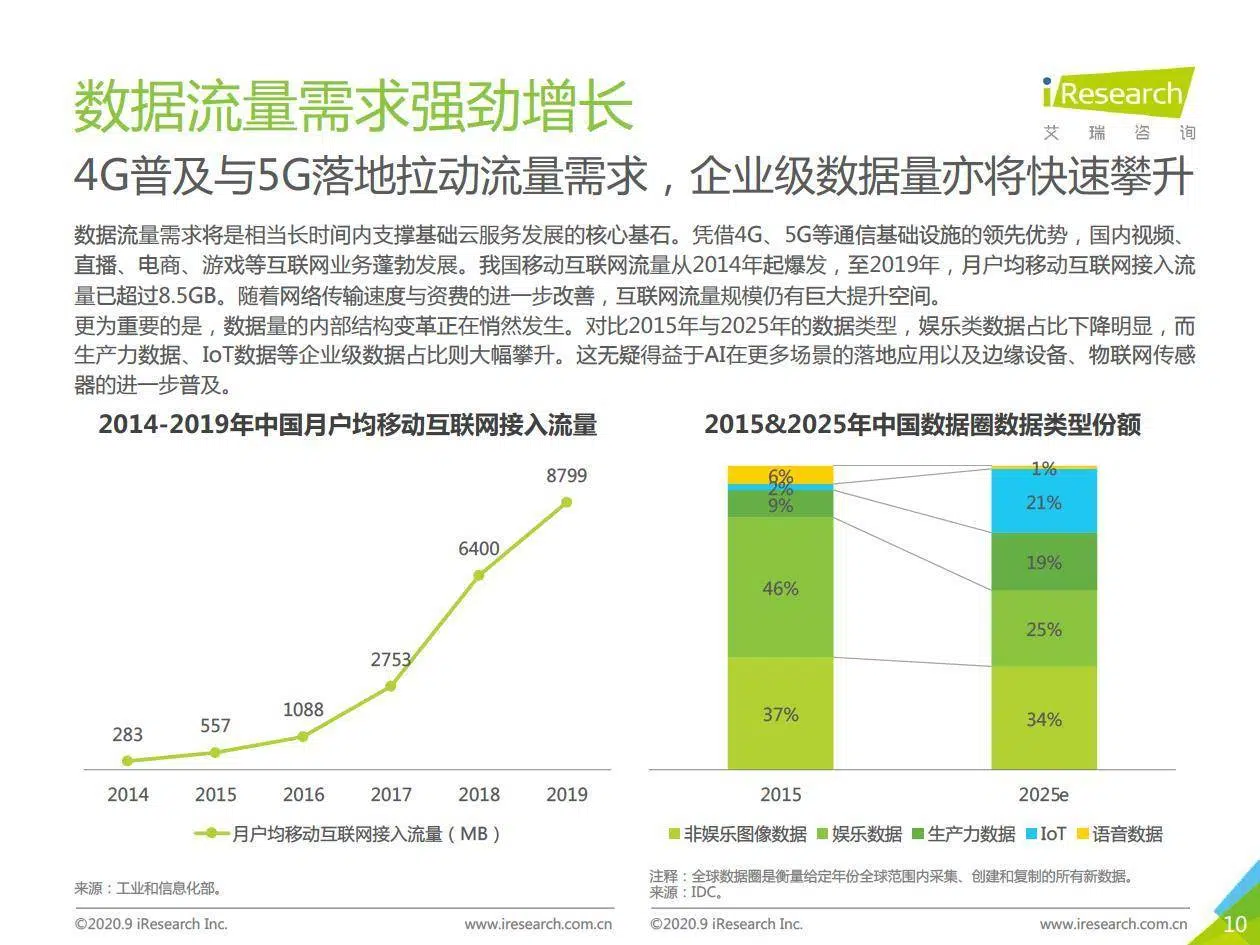 数据流量需求强劲增长
iResearch
艾瑞咨询
4G普及与5G落地拉动流量需求，企业级数据量亦将快速攀升
数据流量需求将是相当长时间内支撑基础云服务发展的核心基石。凭借4G、5G等通信基础设施的领先优势，国内视频、
直播、电商、游戏等互联网业务蓬勃发展。我国移动互联网流量从2014年起爆发，至2019年，月户均移动互联网接入流
量已超过8.5GB。随着网络传输速度与资费的进一步改善，互联网流量规模仍有巨大提升空间。
更为重要的是，数据量的内部结构变革正在悄然发生。对比2015年与2025年的数据类型，娱乐类数据占比下降明显，而
生产力数据、IoT数据等企业级数据占比则大幅攀升。这无疑得益于AI在更多场景的落地应用以及边缘设备、物联网传感
器的进一步普及。
2014-2019年中国月户均移动互联网接入流量
283
557
1088
2753
6400
8799
2014 2015 2016 2017 2018 2019
月户均移动互联网接入流量（MB）
来源：工业和信息化部。
©2020.9 iResearch Inc. www.iresearch.com.cn
2015&2025年中国数据圈数据类型份额
6%
2%
9%
46%
37%
1%
21%
19%
25%
34%
2015 2025e
非娱乐图像数据 娱乐数据 生产力数据 IoT 语音数据
注释：全球数据圈是衡量给定年份全球范围内采集、创建和复制的所有新数据。
来源：IDC。
©2020.9 iResearch Inc. www.iresearch.com.cn
10